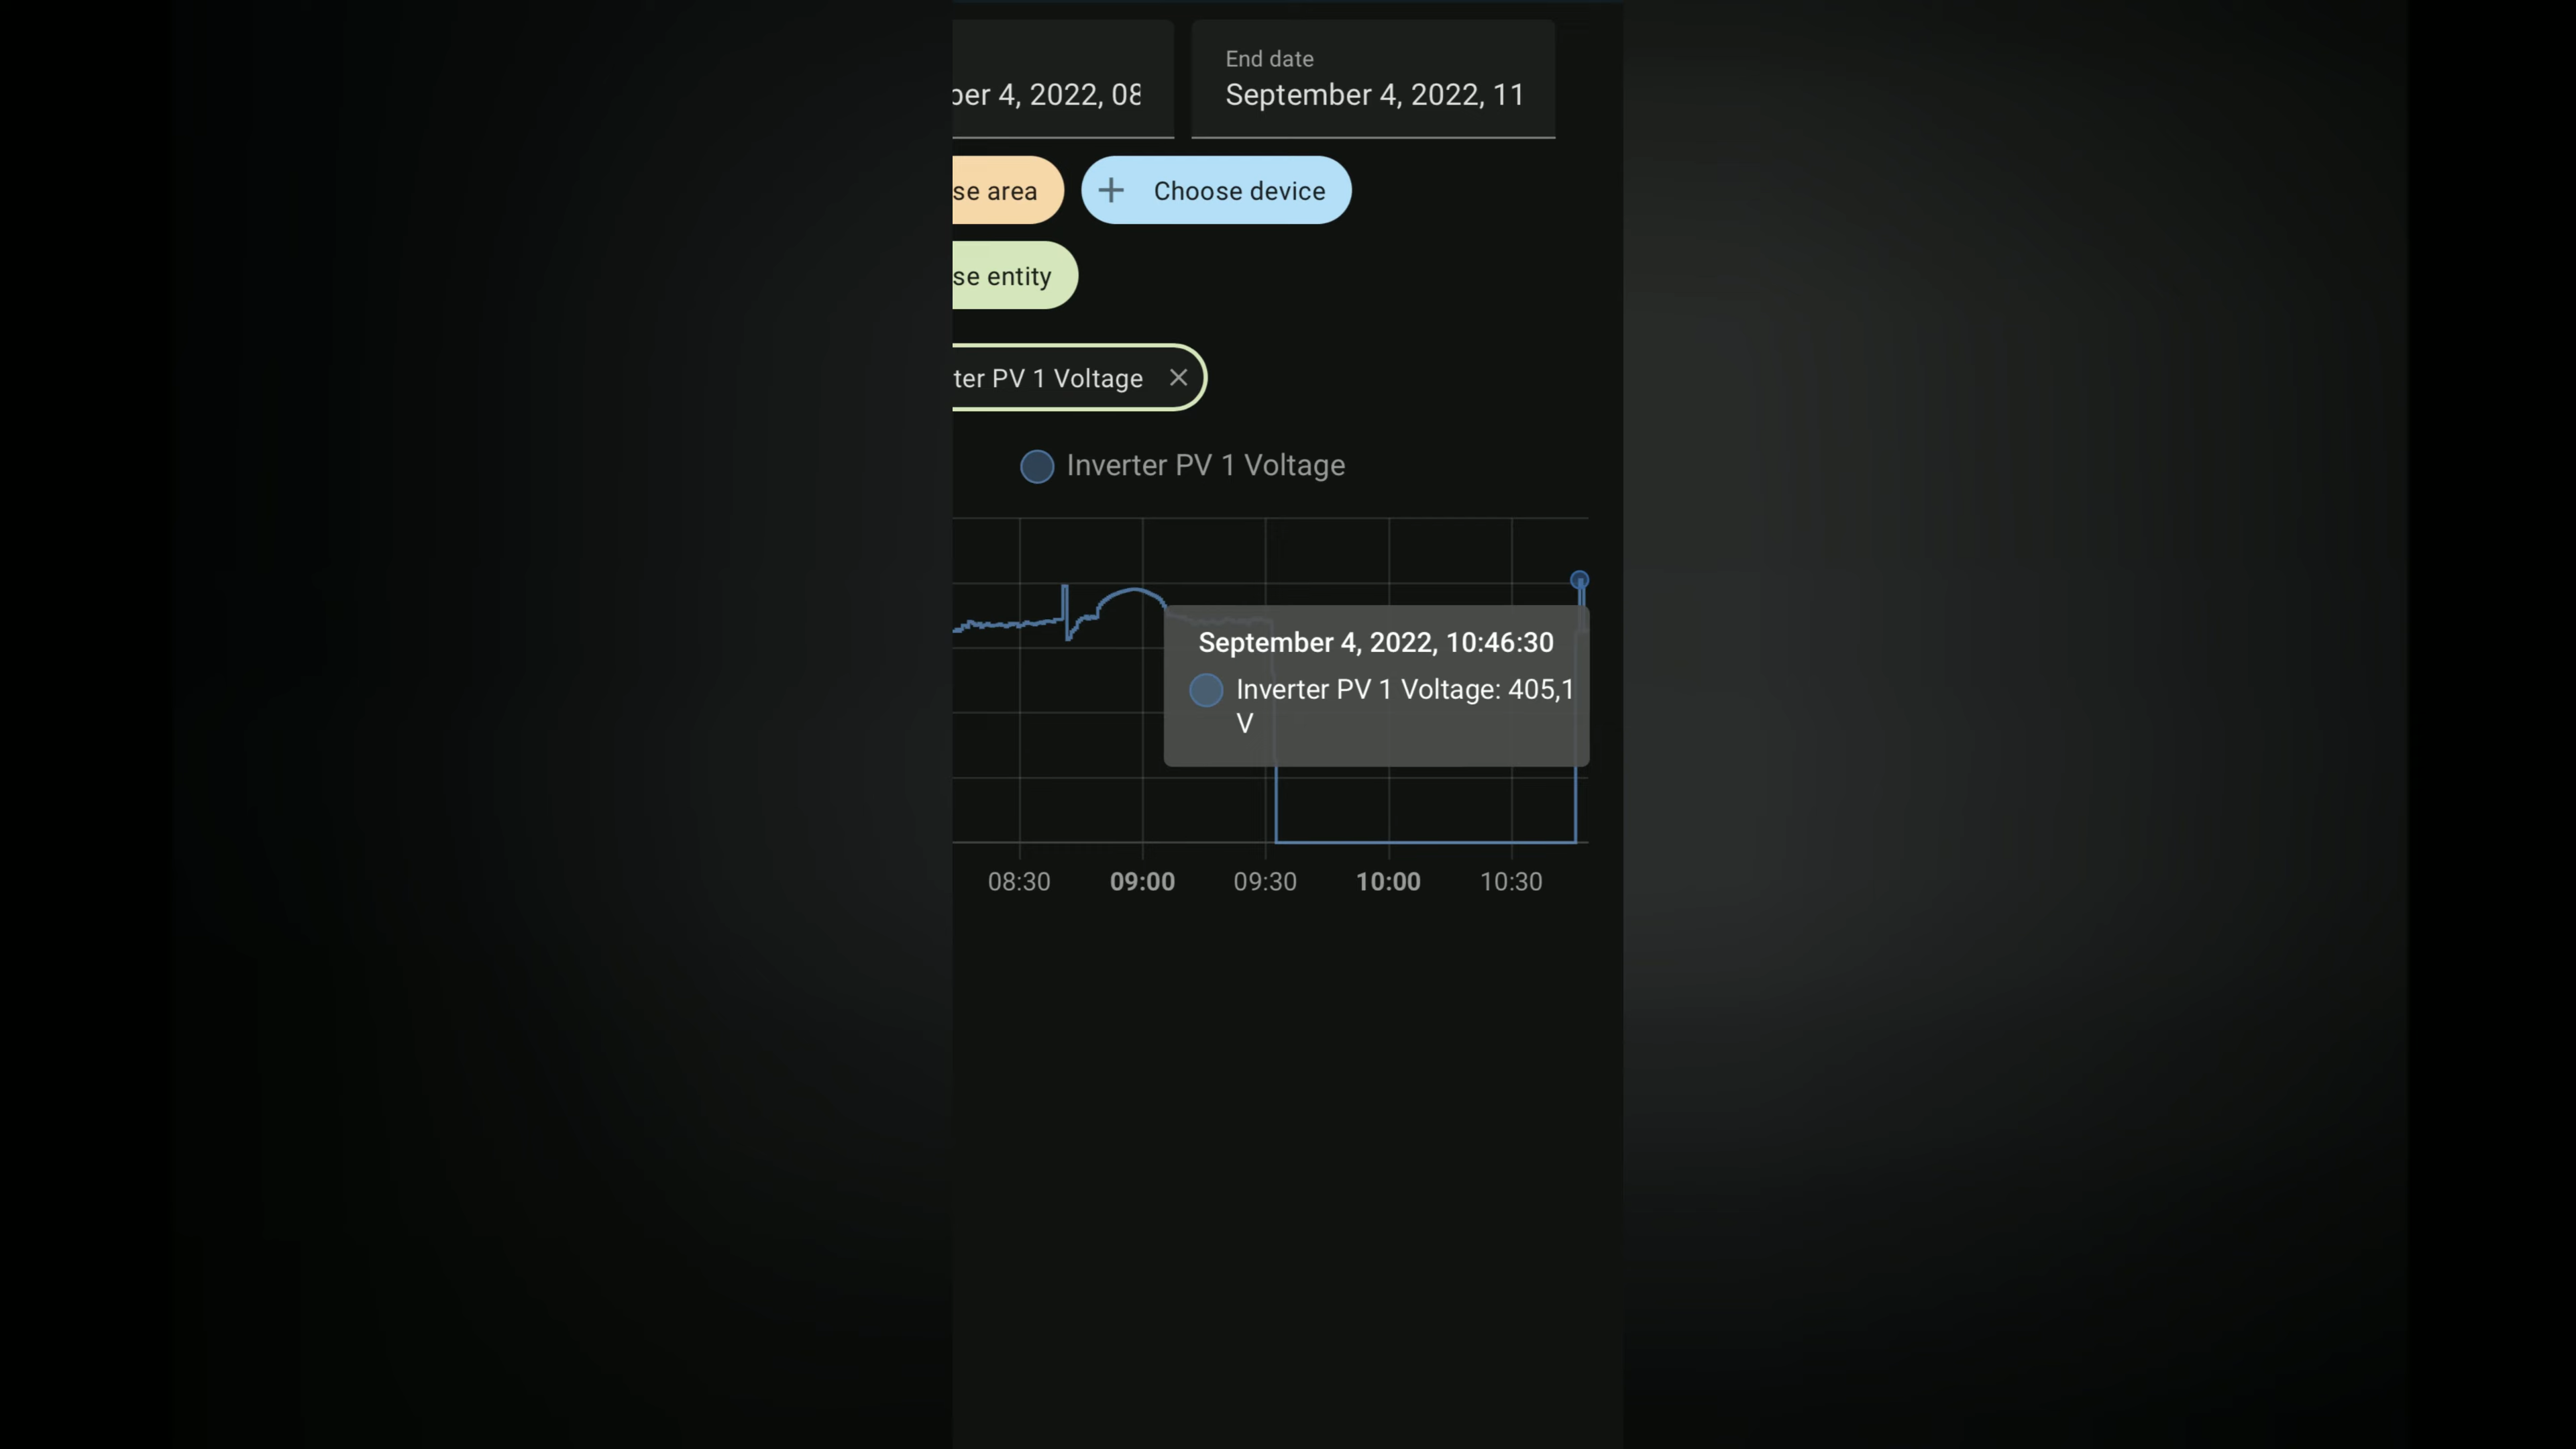 End date
ber 4, 2022, 08
September 4, 2022, 11
se area
+ Choose device
se entity
ter PV 1 Voltage ×
Inverter PV 1 Voltage
September 4, 2022, 10:46:30
Inverter PV 1 Voltage: 405,1
V
08:30 09:00 09:30 10:00 10:30